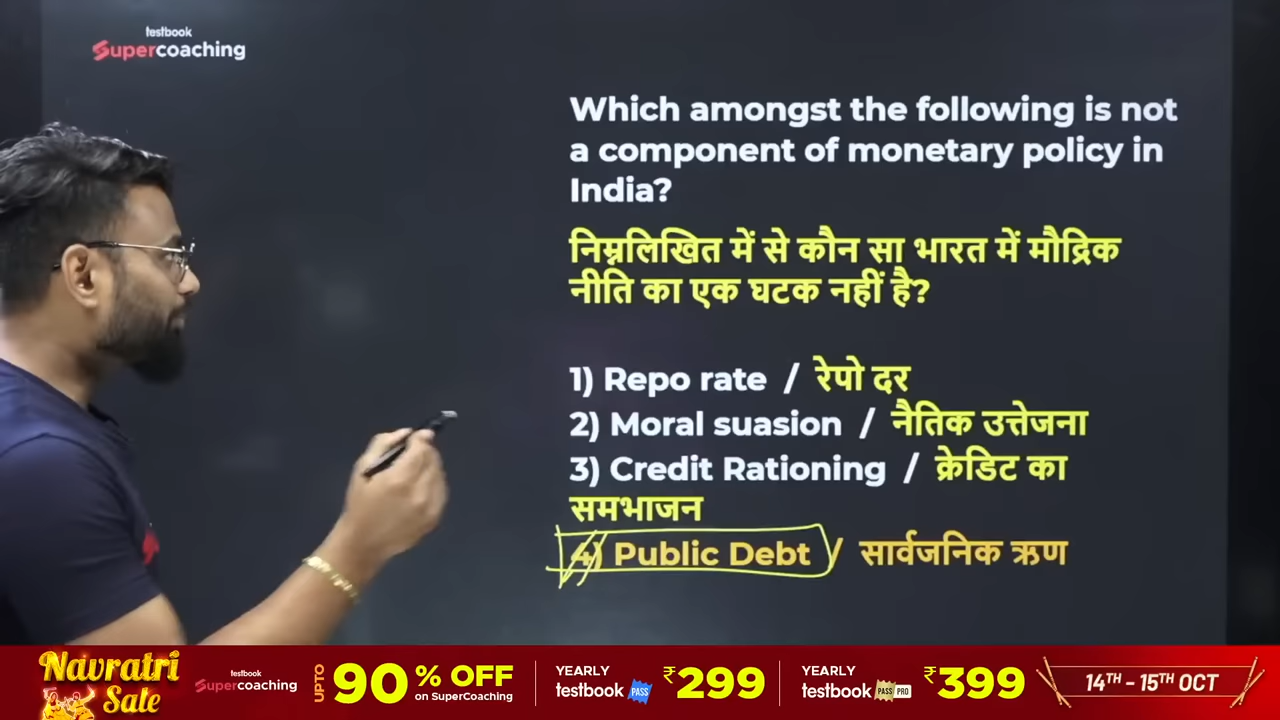 testbook
Supercoaching
Which amongst the following is not
a component of monetary policy in
India?
निम्नलिखित में से कौन सा भारत में मौद्रिक
नीति का एक घटक नहीं है?
1) Repo rate / रेपो दर
2) Moral suasion / नैतिक उत्तेजना
3) Credit Rationing / क्रेडिट का
समभाजन
4) Public Debt / सार्वजनिक ऋण
Navratri
Sale
testbook
Supercoaching
UPTO 90% OFF
on SuperCoaching
YEARLY
testbook PASS
₹299
YEARLY
testbook PASS PRO
₹399
14TH - 15TH OCT